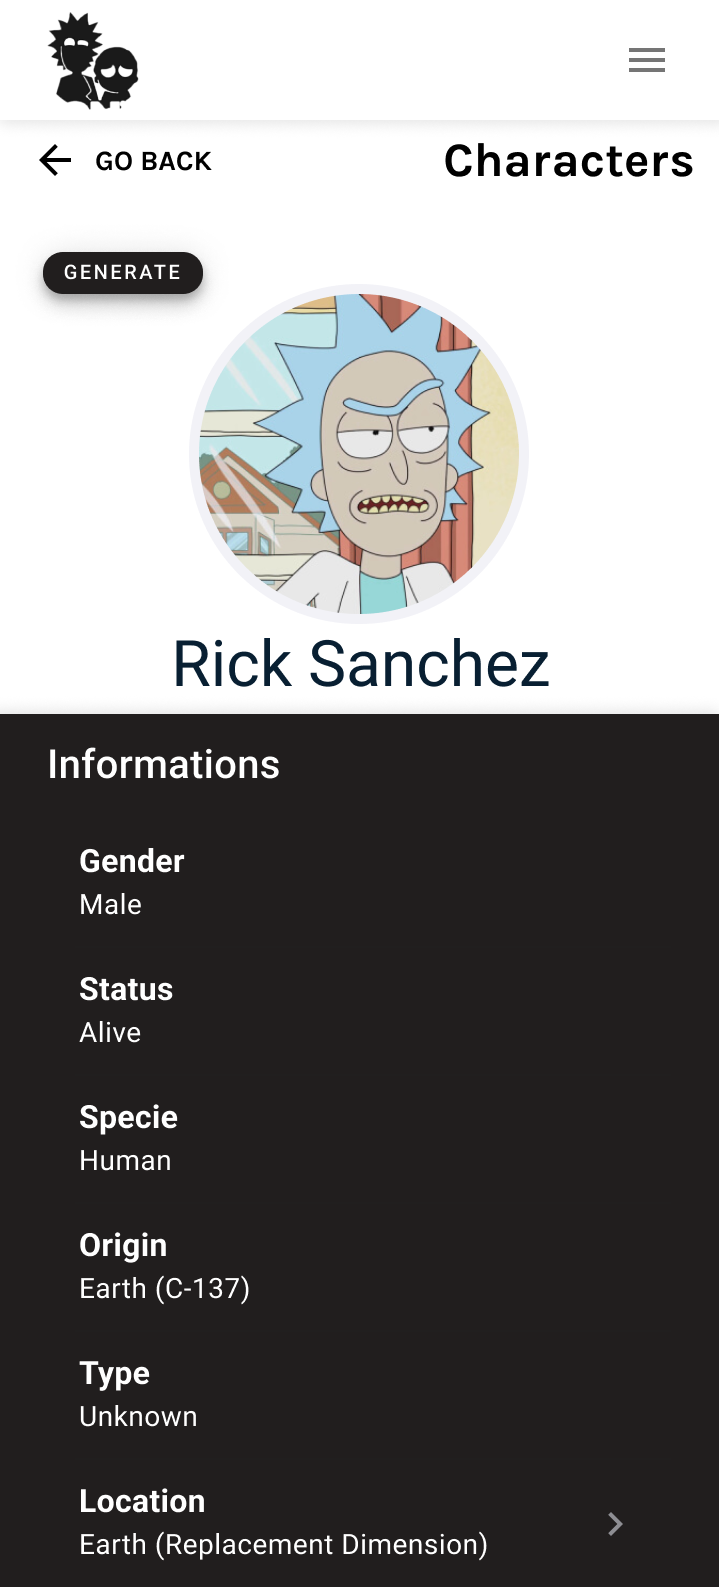 GO BACK
Characters
GENERATE
Rick Sanchez
Informations
Gender
Male
Status
Alive
Specie
Human
Origin
Earth (C-137)
Type
Unknown
Location
Earth (Replacement Dimension)